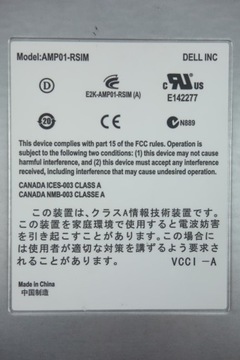 Model:AMP01-RSIM DELL INC
D E2K-AMP01-RSIM (A) C UL US
E142277
20 CE N889
This device complies with part 15 of the FCC rules. Operation is
subject to the following two conditions: (1) this device may not cause
harmful interference, and (2) this device must accept any interference
received, including interference that may cause undesired operation.
CANADA ICES-003 CLASS A
CANADA NMB-003 CLASSE A
この装置は、クラスA情報技術装置です。
この装置を家庭環境で使用すると電波妨害
を引き起こすことがあります。この場合に
は使用者が適切な対策を講ずるよう要求さ
れることがあります。 VCCI-A
Made in China
中国制造